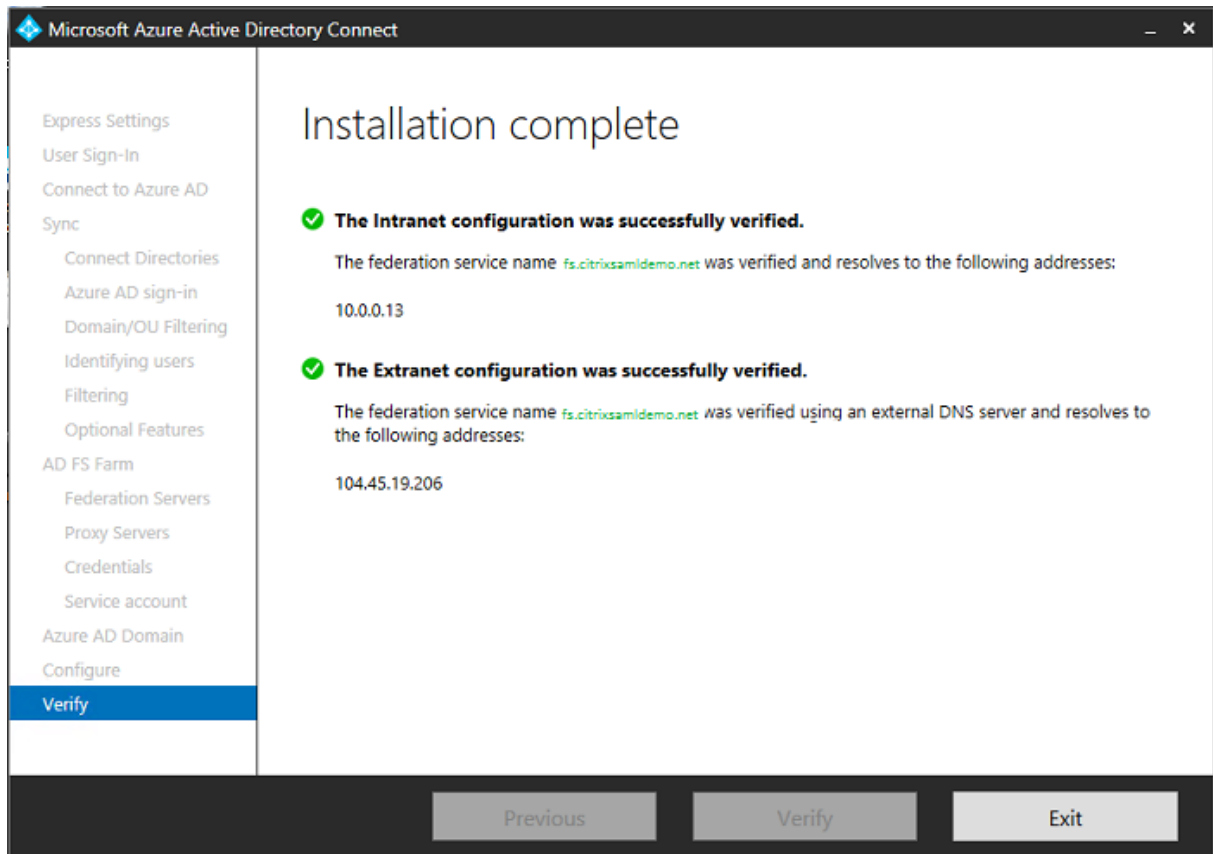 Microsoft Azure Active Directory Connect
Express Settings
User Sign-In
Connect to Azure AD
Sync
Connect Directories
Azure AD sign-in
Domain/OU Filtering
Identifying users
Filtering
Optional Features
AD FS Farm
Federation Servers
Proxy Servers
Credentials
Service account
Azure AD Domain
Configure
Verify
Installation complete
The Intranet configuration was successfully verified.
The federation service name fs.citrixsamldemo.net was verified and resolves to the following addresses:
10.0.0.13
The Extranet configuration was successfully verified.
The federation service name fs.citrixsamldemo.net was verified using an external DNS server and resolves to
the following addresses:
104.45.19.206
Previous
Verify
Exit